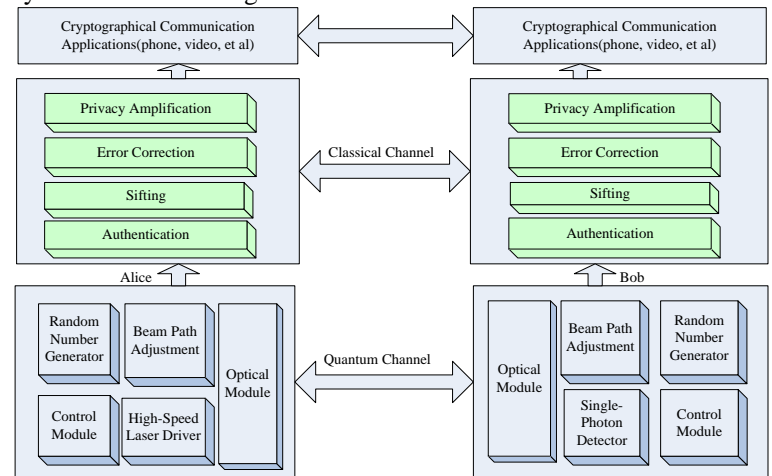 Cryptographical Communication
Applications(phone, video, et al)
Cryptographical Communication
Applications(phone, video, et al)
Privacy Amplification
Error Correction
Sifting
Authentication
Classical Channel
Privacy Amplification
Error Correction
Sifting
Authentication
Alice
Bob
Random
Number
Generator
Beam Path
Adjustment
Optical
Module
Control
Module
High-Speed
Laser Driver
Quantum Channel
Optical
Module
Beam Path
Adjustment
Random
Number
Generator
Single-
Photon
Detector
Control
Module